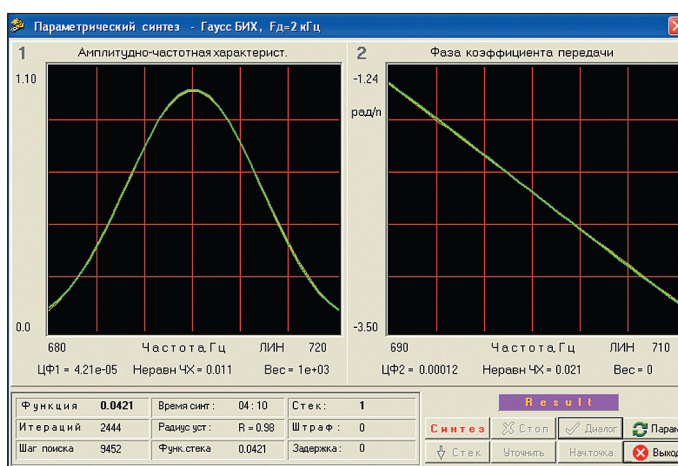 Параметрический синтез - Гаусс БИХ, Fд=2 кГц
1 Амплитудно-частотная характерист.
2 Фаза коэффициента передачи
1.10
0.0
680 Частота, Гц ЛИН 720
ЦФ1 = 4.21e-05 Неравн ЧХ = 0.011 Вес = 1e+03
-1.24
рад/п
-3.50
690 Частота, Гц ЛИН 710
ЦФ2 = 0.00012 Неравн ЧХ = 0.021 Вес = 0
Функция 0.0421 Время синт: 04:10 Стек: 1
Итераций 2444 Радиус уст: R = 0.98 Штраф: 0
Шаг поиска 9452 Функ.стека 0.0421 Задержка: 0
Result
Синтез Стоп Диалог Парам
Стек Уточнить Нач.точка Выход